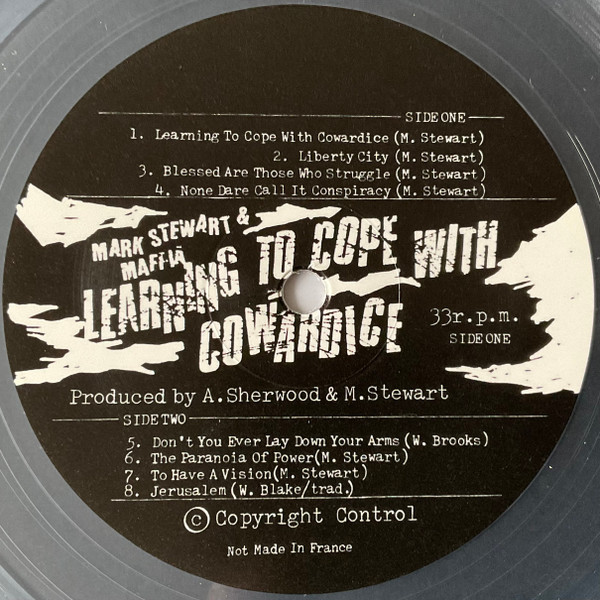 SIDE ONE
1. Learning To Cope With Cowardice (M. Stewart)
2. Liberty City (M. Stewart)
3. Blessed Are Those Who Struggle (M. Stewart)
4. None Dare Call It Conspiracy (M. Stewart)
MARK STEWART &
MAFFIA
LEARNING TO COPE WITH
COWARDICE
33r.p.m.
SIDE ONE
Produced by A.Sherwood & M.Stewart
SIDE TWO
5. Don't You Ever Lay Down Your Arms (W. Brooks)
6. The Paranoia Of Power(M. Stewart)
7. To Have A Vision(M. Stewart)
8. Jerusalem (W. Blake/trad.)
© Copyright Control
Not Made In France